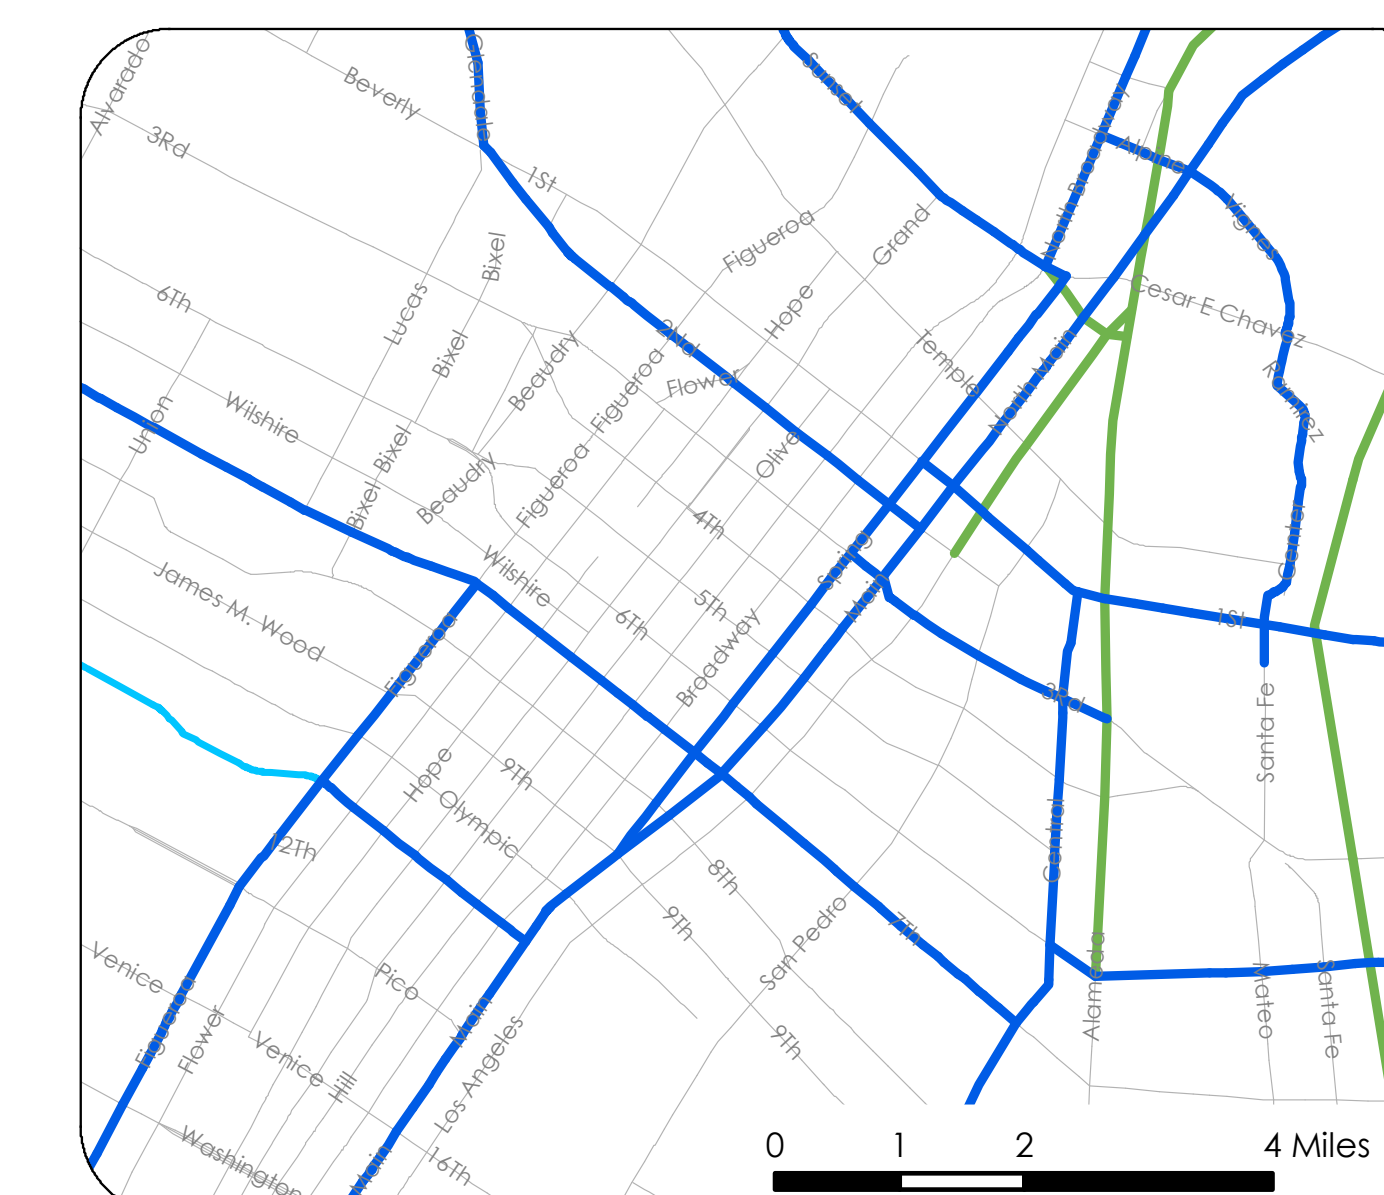 Alvarado
Beverly
Glendale
Sunset
3Rd
1St
North Broadway
Alpine
Vignes
Figueroa
Grand
Bixel
6Th
Lucas
Hope
Cesar E Chavez
2Nd
Flower
Temple
North Main
Bixel
Beaudry
Figueroa
Ramirez
Union
Wilshire
Bixel
Beaudry
Figueroa
Olive
Bixel
4Th
Center
Spring
Main
James M. Wood
Wilshire
5Th
6Th
Broadway
1St
Figueroa
3Rd
Santa Fe
Hope
9Th
Olympic
12Th
Central
8Th
9Th
San Pedro
7Th
Venice
Pico
Alameda
Mateo
Santa Fe
Figueroa
Flower
Main
Venice
Hill
Los Angeles
9Th
Washington
16Th
Main
0 1 2 4 Miles